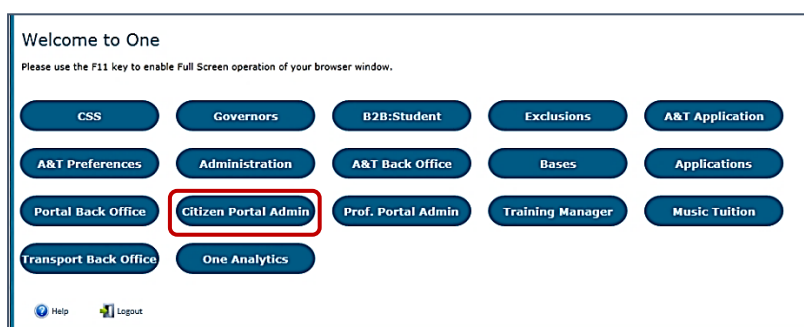 Welcome to One
Please use the F11 key to enable Full Screen operation of your browser window.
CSS Governors B2B:Student Exclusions A&T Application
A&T Preferences Administration A&T Back Office Bases Applications
Portal Back Office Citizen Portal Admin Prof. Portal Admin Training Manager Music Tuition
Transport Back Office One Analytics
Help Logout